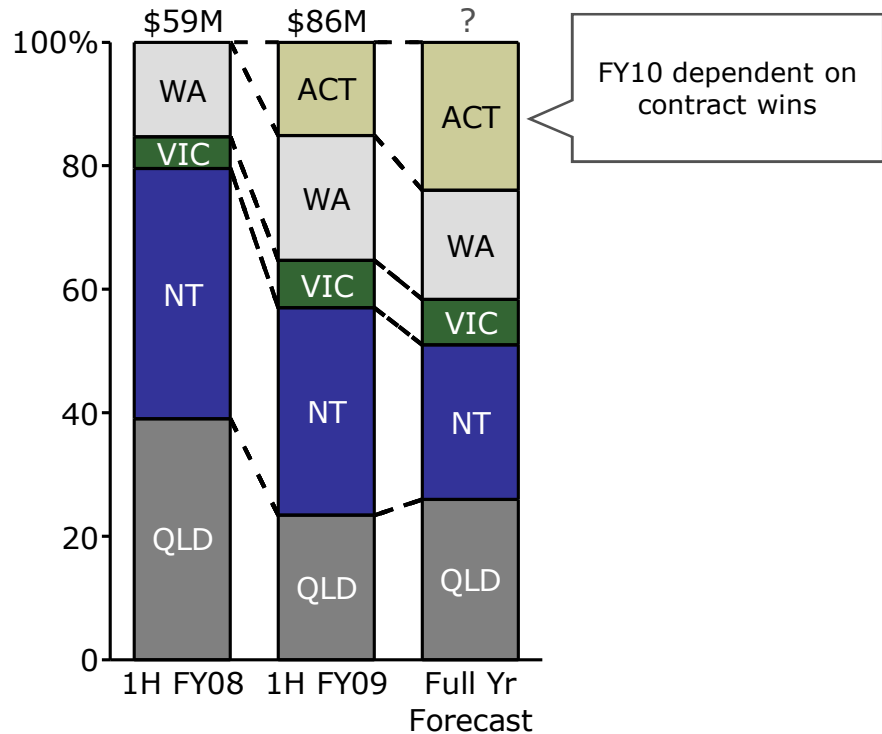 $59M $86M ?
100%
80
60
40
20
0
WA
VIC
NT
QLD
ACT
WA
VIC
NT
QLD
ACT
WA
VIC
NT
QLD
1H FY08 1H FY09 Full Yr
Forecast
FY10 dependent on
contract wins